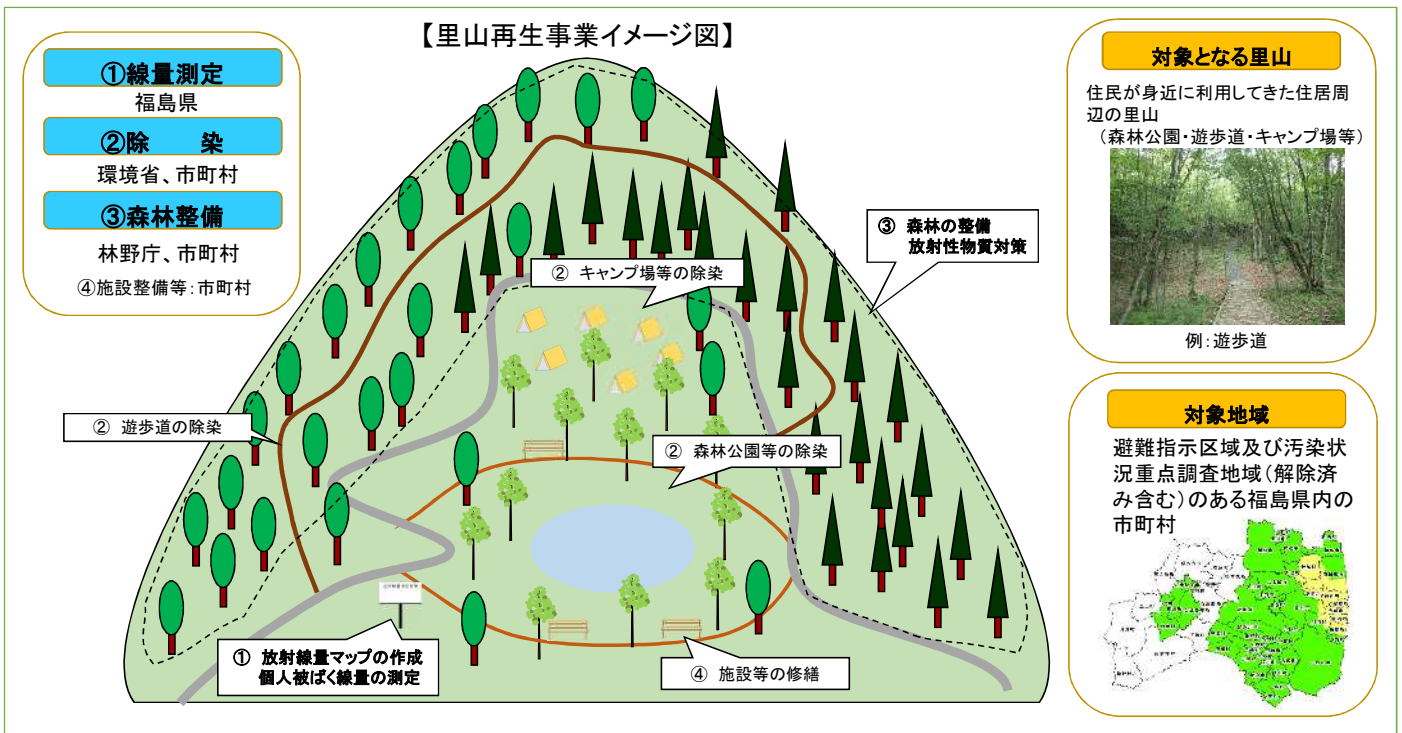 【里山再生事業イメージ図】
①線量測定
福島県
②除　　染
環境省、市町村
③森林整備
林野庁、市町村
④施設整備等：市町村
② キャンプ場等の除染
③ 森林の整備
放射性物質対策
② 遊歩道の除染
② 森林公園等の除染
① 放射線量マップの作成
個人被ばく線量の測定
④ 施設等の修繕
対象となる里山
住民が身近に利用してきた住居周
辺の里山
（森林公園・遊歩道・キャンプ場等）
例：遊歩道
対象地域
避難指示区域及び汚染状
況重点調査地域（解除済
み含む）のある福島県内の
市町村